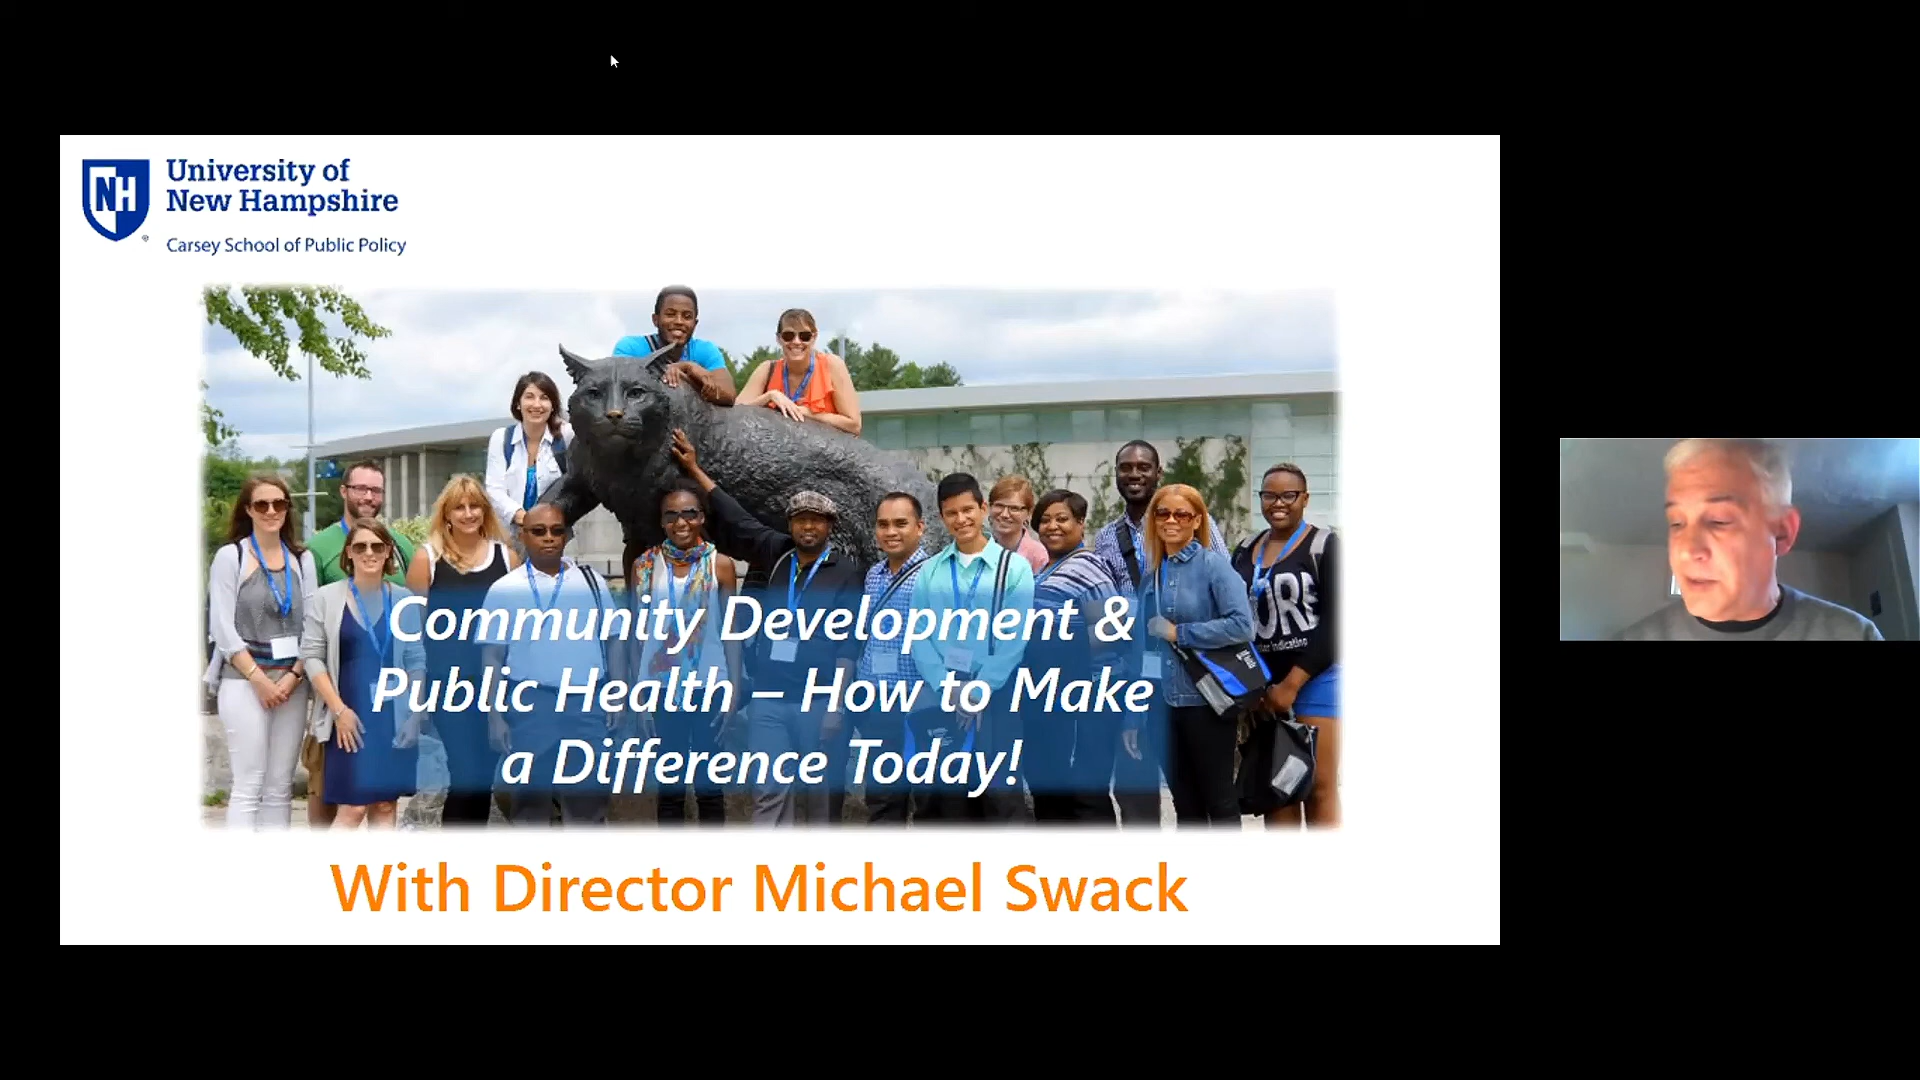 NH
University of
New Hampshire
Carsey School of Public Policy
Community Development &
Public Health – How to Make
a Difference Today!
With Director Michael Swack